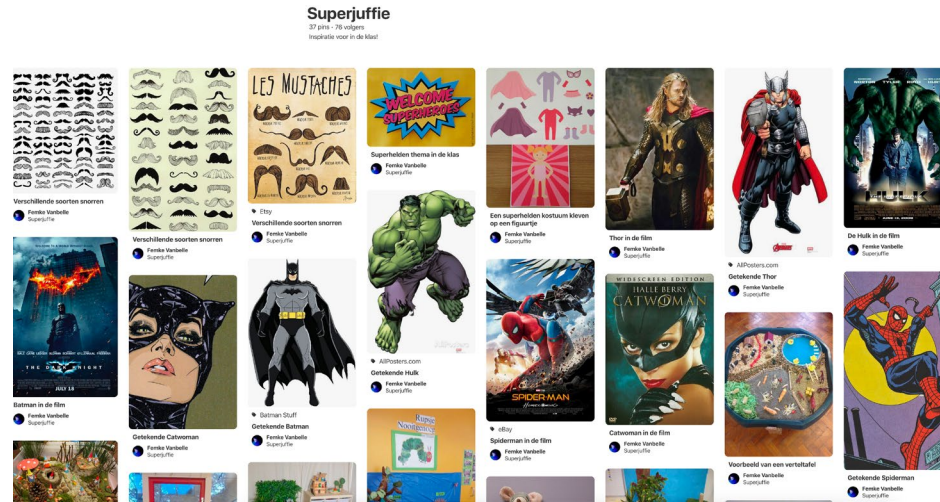 Superjuffie
37 pins • 76 volgers
Inspiratie voor in de klas!
Verschillende soorten snorren
Femke Vanbelle
Superjuffie
THE DARK KNIGHT
JULY 18
Batman in de film
Femke Vanbelle
Superjuffie
Verschillende soorten snorren
Femke Vanbelle
Superjuffie
Getekende Catwoman
Femke Vanbelle
Superjuffie
LES MUSTACHES
Etsy
Verschillende soorten snorren
Femke Vanbelle
Superjuffie
Batman Stuff
Getekende Batman
Femke Vanbelle
Superjuffie
WELCOME
SUPERHEROES
Superhelden thema in de klas
Femke Vanbelle
Superjuffie
AllPosters
AllPosters.com
Getekende Hulk
Femke Vanbelle
Superjuffie
Een superhelden kostuum kleven
op een figuurtje
Femke Vanbelle
Superjuffie
SPIDER-MAN
eBay
Spiderman in de film
Femke Vanbelle
Superjuffie
Thor in de film
Femke Vanbelle
Superjuffie
WIDESCREEN EDITION
HALLE BERRY
CATWOMAN
DVD
Catwoman in de film
Femke Vanbelle
Superjuffie
AllPosters.com
Getekende Thor
Femke Vanbelle
Superjuffie
Voorbeeld van een verteltafel
Femke Vanbelle
Superjuffie
NORTON TYLER
HULK
De Hulk in de film
Femke Vanbelle
Superjuffie
Getekende Spiderman
Femke Vanbelle
Superjuffie